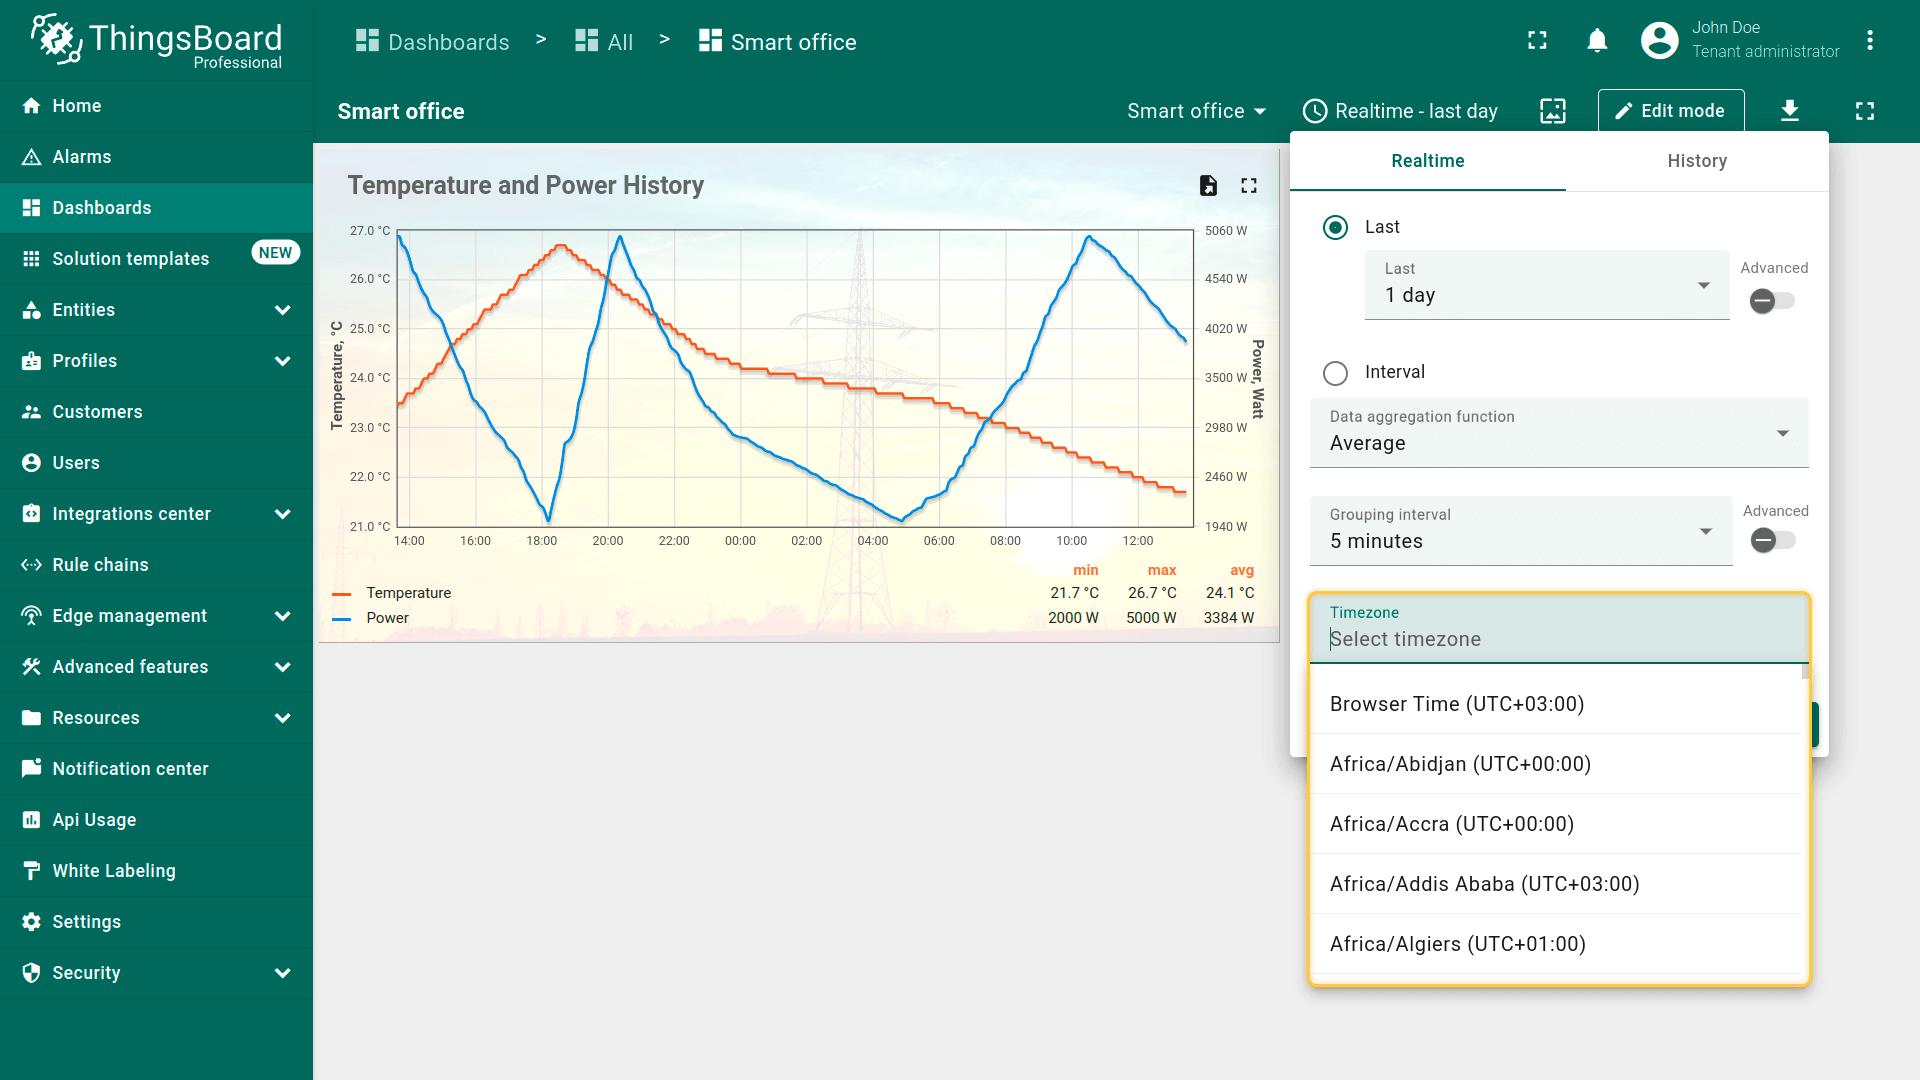 ThingsBoard
Professional
Home
Alarms
Dashboards
Solution templates NEW
Entities
Profiles
Customers
Users
Integrations center
Rule chains
Edge management
Advanced features
Resources
Notification center
Api Usage
White Labeling
Settings
Security
Dashboards > All > Smart office
John Doe
Tenant administrator
Smart office
Smart office
Realtime - last day
Edit mode
Temperature and Power History
27.0 °C
26.0 °C
25.0 °C
24.0 °C
23.0 °C
22.0 °C
21.0 °C
Temperature, °C
5060 W
4540 W
4020 W
3500 W
2980 W
2460 W
1940 W
Power, Watt
14:00 16:00 18:00 20:00 22:00 00:00 02:00 04:00 06:00 08:00 10:00 12:00
min max avg
Temperature 21.7 °C 26.7 °C 24.1 °C
Power 2000 W 5000 W 3384 W
Realtime History
Last
Last
1 day
Advanced
Interval
Data aggregation function
Average
Grouping interval
5 minutes
Advanced
Timezone
Select timezone
Browser Time (UTC+03:00)
Africa/Abidjan (UTC+00:00)
Africa/Accra (UTC+00:00)
Africa/Addis Ababa (UTC+03:00)
Africa/Algiers (UTC+01:00)